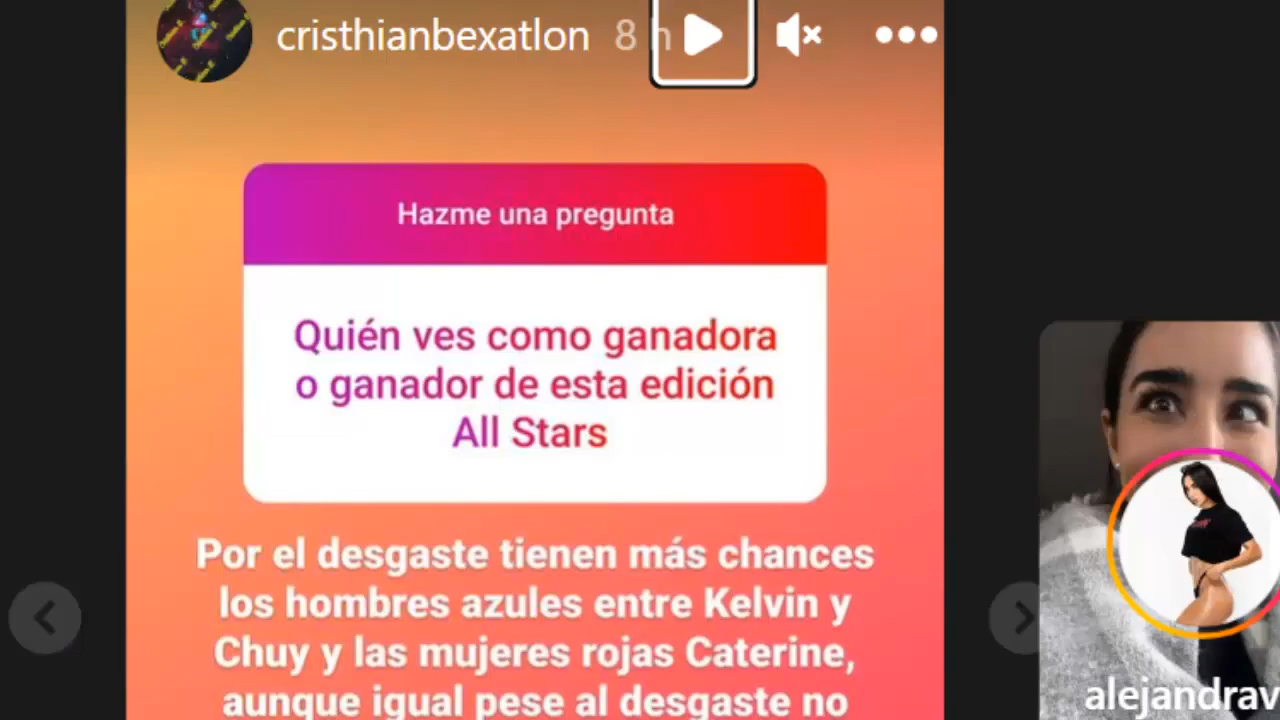 cristhianbexatlon 8 h
Hazme una pregunta
Quién ves como ganadora
o ganador de esta edición
All Stars
Por el desgaste tienen más chances
los hombres azules entre Kelvin y
Chuy y las mujeres rojas Caterine,
aunque igual pese al desgaste no
alejandrav